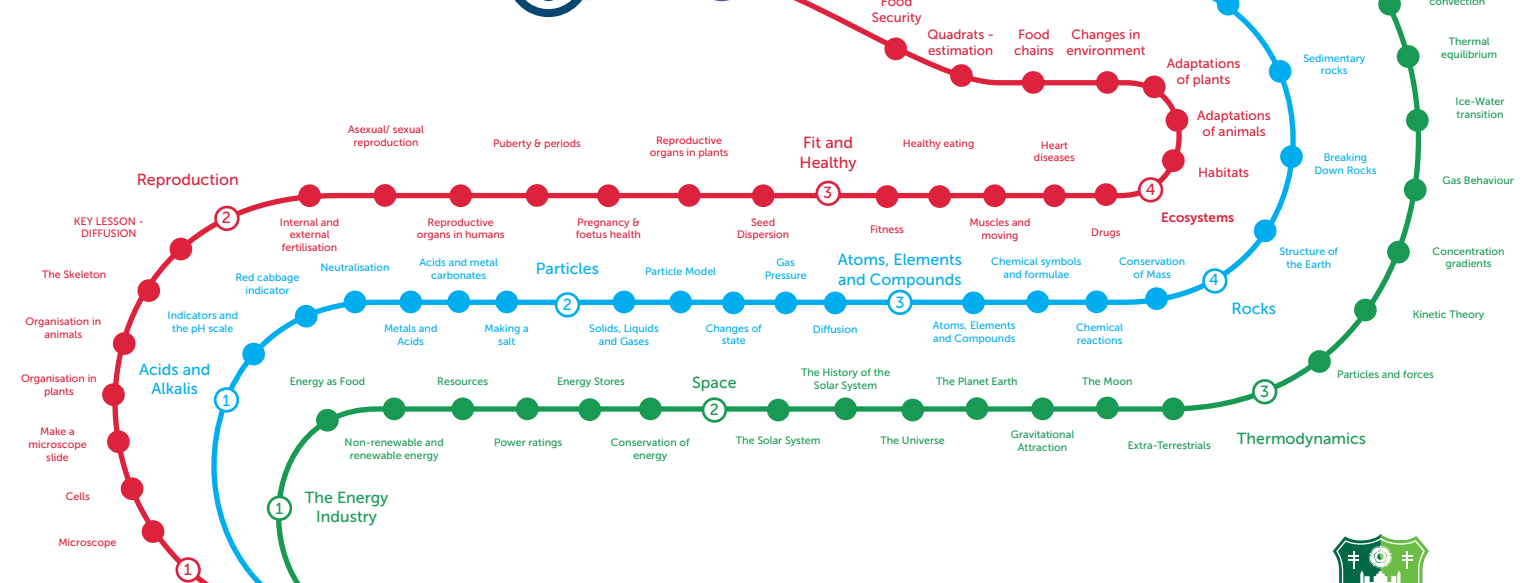 Food
Security
convection
Quadrats -
estimation
Food
chains
Changes in
environment
Thermal
equilibrium
Sedimentary
rocks
Adaptations
of plants
Ice-Water
transition
Adaptations
of animals
Asexual/ sexual
reproduction
Puberty & periods
Reproductive
organs in plants
Fit and
Healthy
Healthy eating
Heart
diseases
Breaking
Down Rocks
Habitats
Gas Behaviour
Reproduction
2
3
4
Ecosystems
KEY LESSON -
DIFFUSION
Internal and
external
fertilisation
Reproductive
organs in humans
Pregnancy &
foetus health
Seed
Dispersion
Fitness
Muscles and
moving
Drugs
Structure of
the Earth
Concentration
gradients
The Skeleton
Red cabbage
indicator
Neutralisation
Acids and metal
carbonates
Particles
Particle Model
Gas
Pressure
Atoms, Elements
and Compounds
Chemical symbols
and formulae
Conservation
of Mass
4
Rocks
2
3
Kinetic Theory
Organisation in
animals
Indicators and
the pH scale
Metals and
Acids
Making a
salt
Solids, Liquids
and Gases
Changes of
state
Diffusion
Atoms, Elements
and Compounds
Chemical
reactions
Acids and
Alkalis
1
Organisation in
plants
Energy as Food
Resources
Energy Stores
Space
The History of the
Solar System
The Planet Earth
The Moon
Particles and forces
2
3
Thermodynamics
Make a
microscope
slide
Non-renewable and
renewable energy
Power ratings
Conservation of
energy
The Solar System
The Universe
Gravitational
Attraction
Extra-Terrestrials
Cells
1
The Energy
Industry
Microscope
1